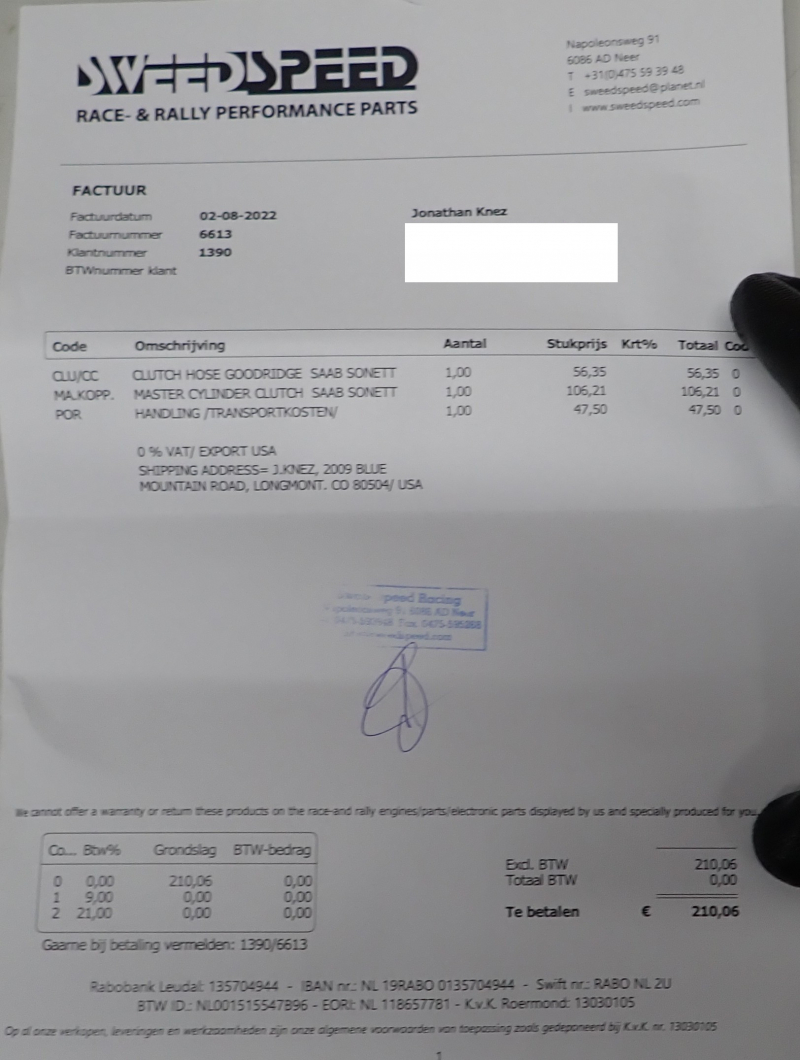 SWEEDSPEED
RACE- & RALLY PERFORMANCE PARTS
Napoleonsweg 91
6086 AD Neer
T +31(0)475 59 39 48
E sweedspeed@planet.nl
I www.sweedspeed.com
FACTUUR
Factuurdatum 02-08-2022
Factuurnummer 6613
Klantnummer 1390
BTWnummer klant
Jonathan Knez
Code Omschrijving Aantal Stukprijs Krt% Totaal Cod
CLU/CC CLUTCH HOSE GOODRIDGE SAAB SONETT 1,00 56,35 56,35 0
MA.KOPP. MASTER CYLINDER CLUTCH SAAB SONETT 1,00 106,21 106,21 0
POR HANDLING /TRANSPORTKOSTEN/ 1,00 47,50 47,50 0
0 % VAT/ EXPORT USA
SHIPPING ADDRESS= J.KNEZ, 2009 BLUE
MOUNTAIN ROAD, LONGMONT. CO 80504/ USA
Speed Racing
6086 AD Neer
Fax. 0475-
We cannot offer a warranty or return these products on the race-and rally engines/parts/electronic parts displayed by us and specially produced for you.
Co.... Btw% Grondslag BTW-bedrag
0 0,00 210,06 0,00
1 9,00 0,00 0,00
2 21,00 0,00 0,00
Excl. BTW 210,06
Totaal BTW 0,00
Te betalen € 210,06
Gaarne bij betaling vermelden: 1390/6613
Rabobank Leudal: 135704944 - IBAN nr.: NL 19RABO 0135704944 - Swift nr.: RABO NL 2U
BTW ID.: NL001515547B96 - EORI: NL 118657781 - K.v.K. Roermond: 13030105
Op al onze verkopen, leveringen en werkzaamheden zijn onze algemene voorwaarden van toepassing zoals gedeponeerd bij K.v.K. nr. 13030105
1